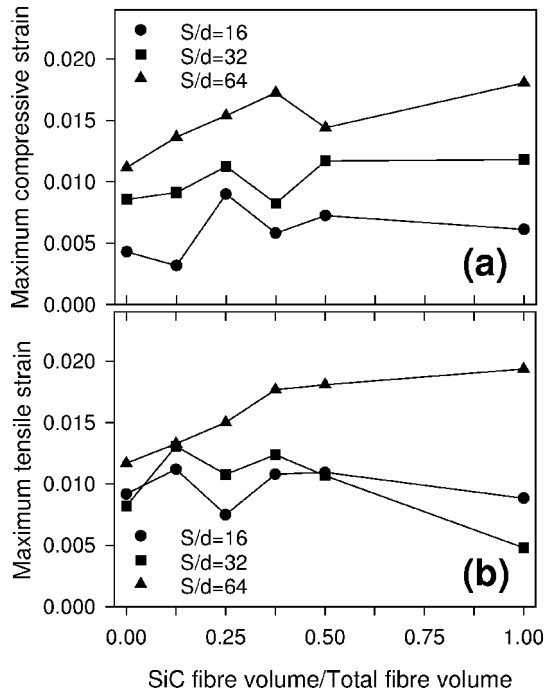 S/d=16
S/d=32
S/d=64
0.020
0.015
0.010
0.005
0.000
Maximum compressive strain
(a)
0.020
0.015
0.010
0.005
0.000
Maximum tensile strain
S/d=16
S/d=32
S/d=64
(b)
0.00 0.25 0.50 0.75 1.00
SiC fibre volume/Total fibre volume